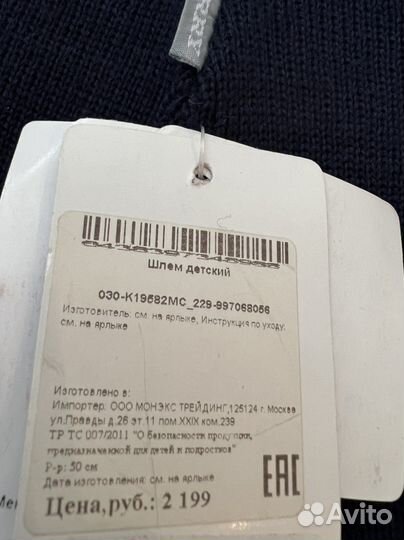 Шлем детский
030-K19582MC_229-997068056
Изготовитель: см. на ярлыке, Инструкция по уходу:
см. на ярлыке
Изготовлено в:
Импортер: ООО МОНЭКС ТРЕЙДИНГ,125124 г. Москва
ул.Правды д.26 эт.11 пом.XXIX ком.239
ТР ТС 007/2011 "О безопасности продукции,
предназначенной для детей и подростков"
Р-р: 50 см
Дата изготовления: см. на ярлыке
Цена,руб.: 2 199
EAC
Avito